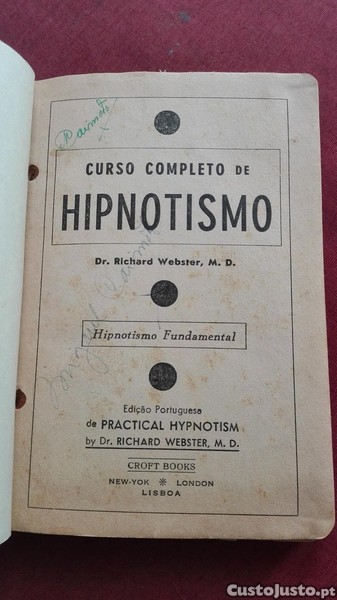 CURSO COMPLETO DE
HIPNOTISMO
Dr. Richard Webster, M. D.
Hipnotismo Fundamental
Edição Portuguesa
de PRACTICAL HYPNOTISM
by Dr. RICHARD WEBSTER, M. D.
CROFT BOOKS
NEW-YOK ※ LONDON
LISBOA
CustoJusto.pt